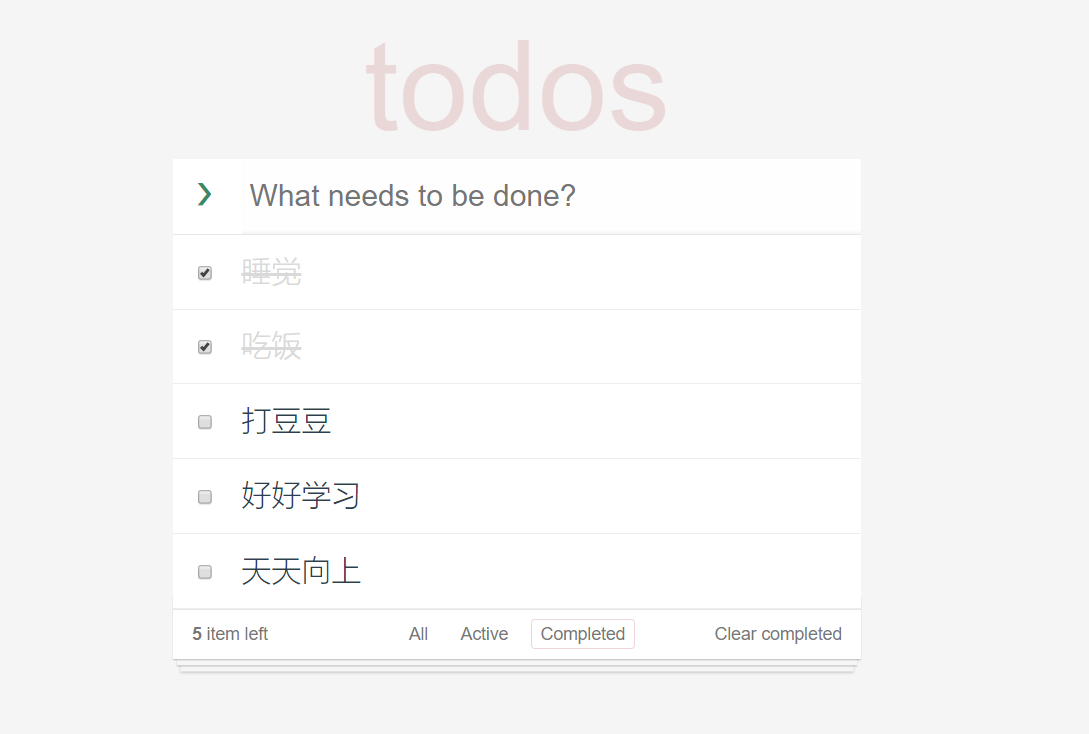 todos
What needs to be done?
睡觉
吃饭
打豆豆
好好学习
天天向上
5 item left All Active Completed Clear completed